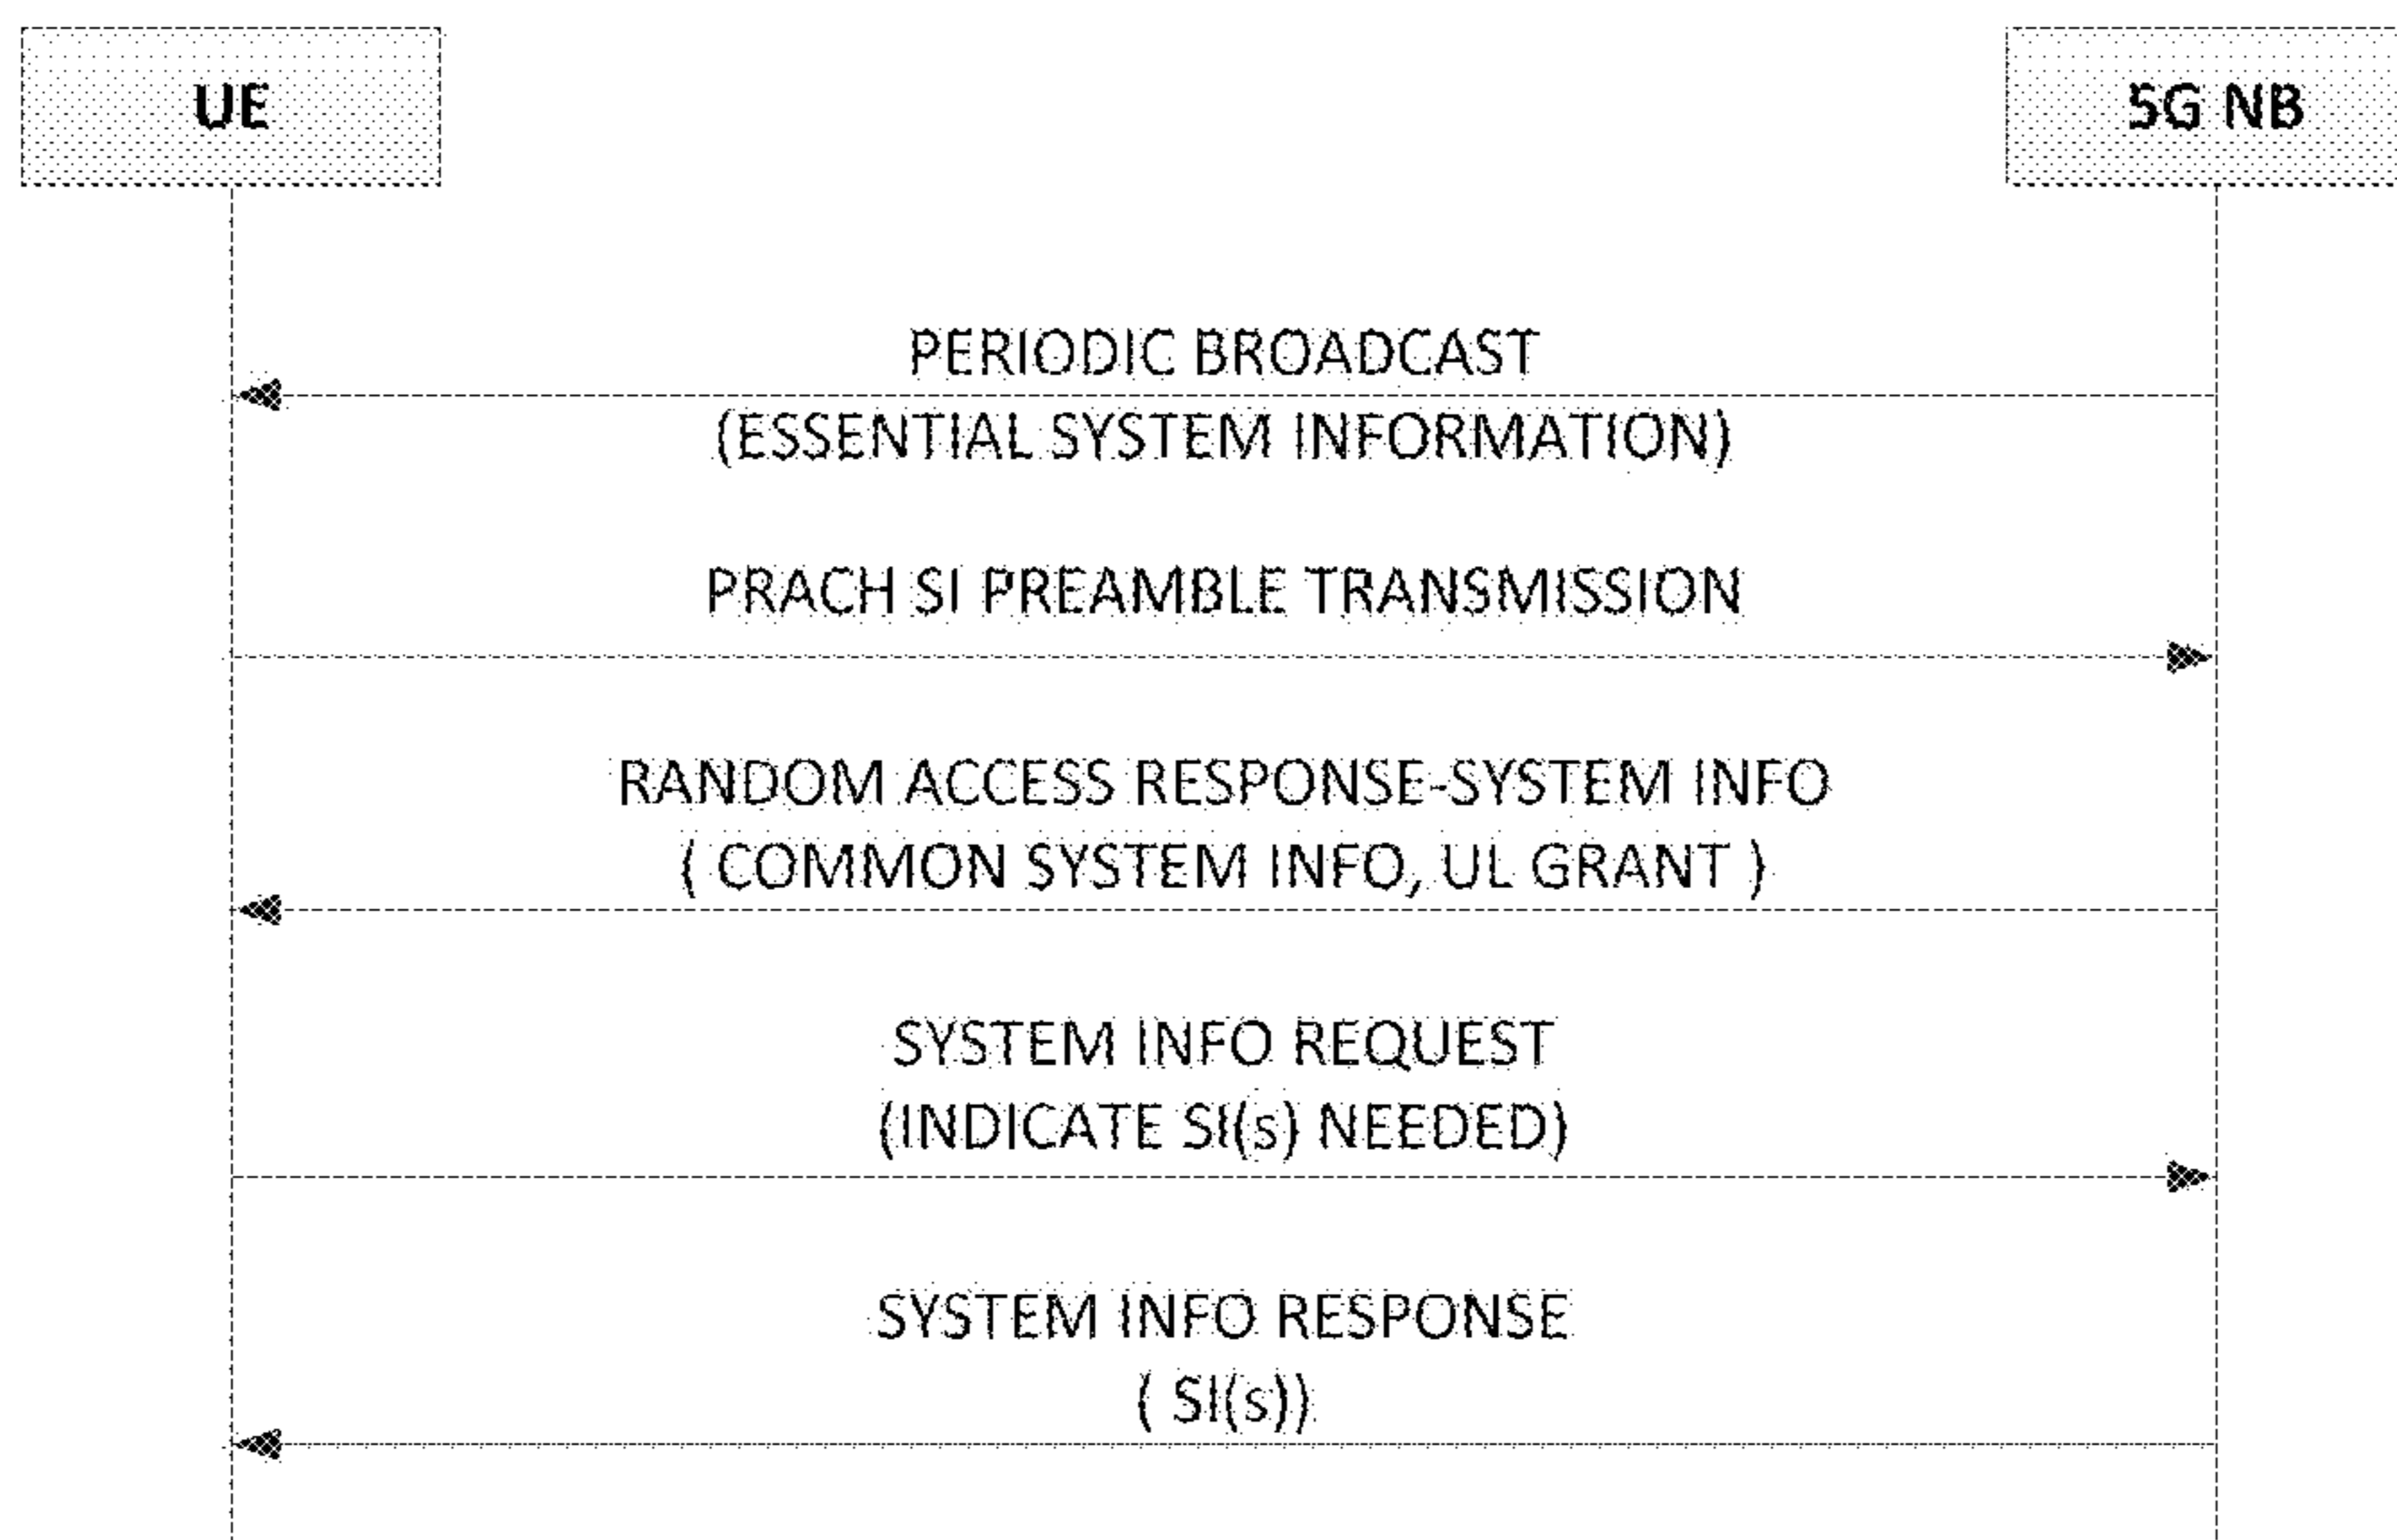 UE
5G NB
PERIODIC BROADCAST
(ESSENTIAL SYSTEM INFORMATION)
PRACH SI PREAMBLE TRANSMISSION
RANDOM ACCESS RESPONSE-SYSTEM INFO
( COMMON SYSTEM INFO, UL GRANT )
SYSTEM INFO REQUEST
(INDICATE SI(s) NEEDED)
SYSTEM INFO RESPONSE
( SI(s))